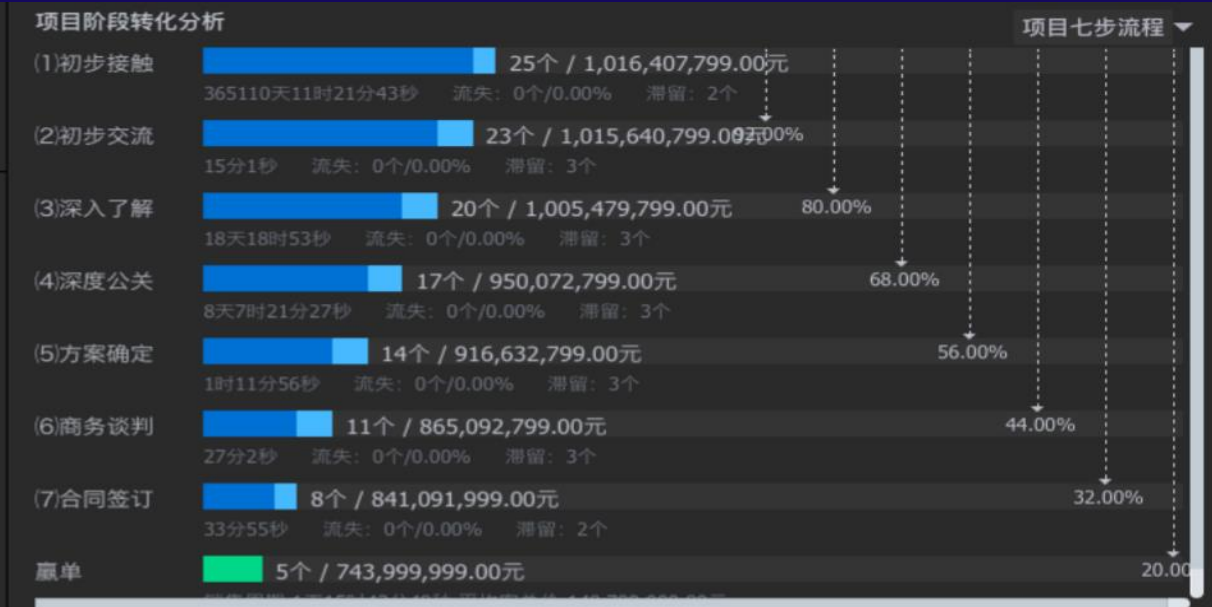 项目阶段转化分析
项目七步流程
(1)初步接触 25个 / 1,016,407,799.00元
365110天11时21分43秒 流失: 0个/0.00% 滞留: 2个
(2)初步交流 23个 / 1,015,640,799.00元 92.00%
15分1秒 流失: 0个/0.00% 滞留: 3个
(3)深入了解 20个 / 1,005,479,799.00元 80.00%
18天18时53秒 流失: 0个/0.00% 滞留: 3个
(4)深度公关 17个 / 950,072,799.00元 68.00%
8天7时21分27秒 流失: 0个/0.00% 滞留: 3个
(5)方案确定 14个 / 916,632,799.00元 56.00%
1时11分56秒 流失: 0个/0.00% 滞留: 3个
(6)商务谈判 11个 / 865,092,799.00元 44.00%
27分2秒 流失: 0个/0.00% 滞留: 3个
(7)合同签订 8个 / 841,091,999.00元 32.00%
33分55秒 流失: 0个/0.00% 滞留: 2个
赢单 5个 / 743,999,999.00元 20.00